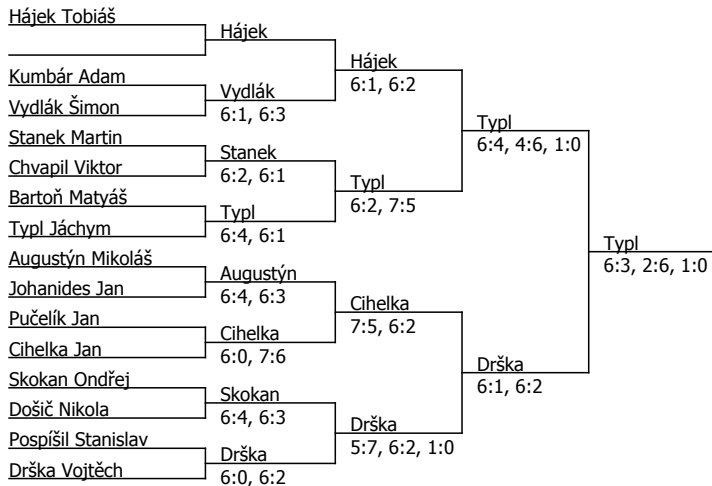 Hájek Tobiáš
Hájek
Hájek
6:1, 6:2
Kumbár Adam
Vydlák
6:1, 6:3
Vydlák Šimon
Typl
6:4, 4:6, 1:0
Stanek Martin
Stanek
6:2, 6:1
Chvapil Viktor
Typl
6:2, 7:5
Bartoň Matyáš
Typl
6:4, 6:1
Typl Jáchym
Typl
6:3, 2:6, 1:0
Augustýn Mikoláš
Augustýn
6:4, 6:3
Johanides Jan
Cihelka
7:5, 6:2
Pučelík Jan
Cihelka
6:0, 7:6
Cihelka Jan
Drška
6:1, 6:2
Skokan Ondřej
Skokan
6:4, 6:3
Došič Nikola
Drška
5:7, 6:2, 1:0
Pospíšil Stanislav
Drška
6:0, 6:2
Drška Vojtěch